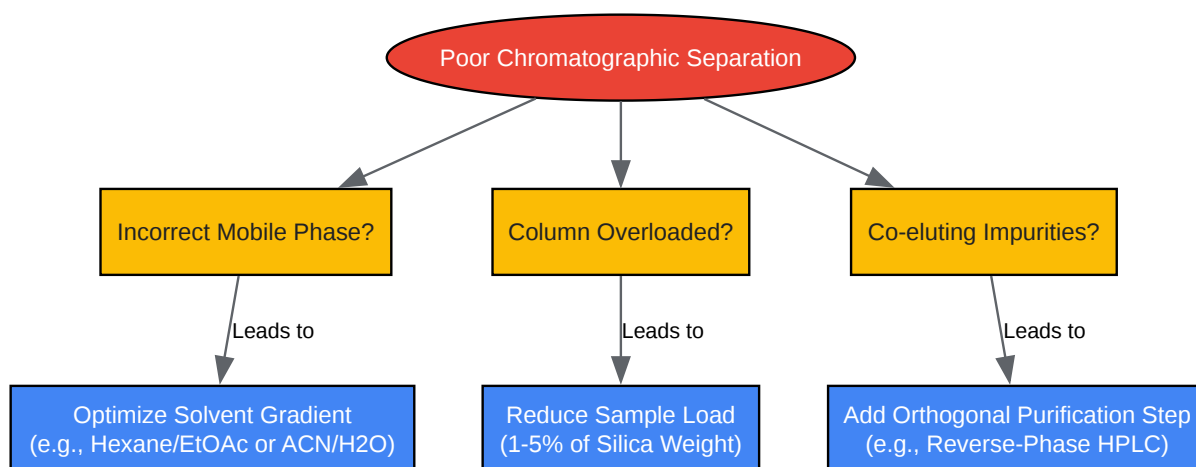 Poor Chromatographic Separation
Incorrect Mobile Phase?
Column Overloaded?
Co-eluting Impurities?
Leads to
Leads to
Leads to
Optimize Solvent Gradient
(e.g., Hexane/EtOAc or ACN/H2O)
Reduce Sample Load
(1-5% of Silica Weight)
Add Orthogonal Purification Step
(e.g., Reverse-Phase HPLC)